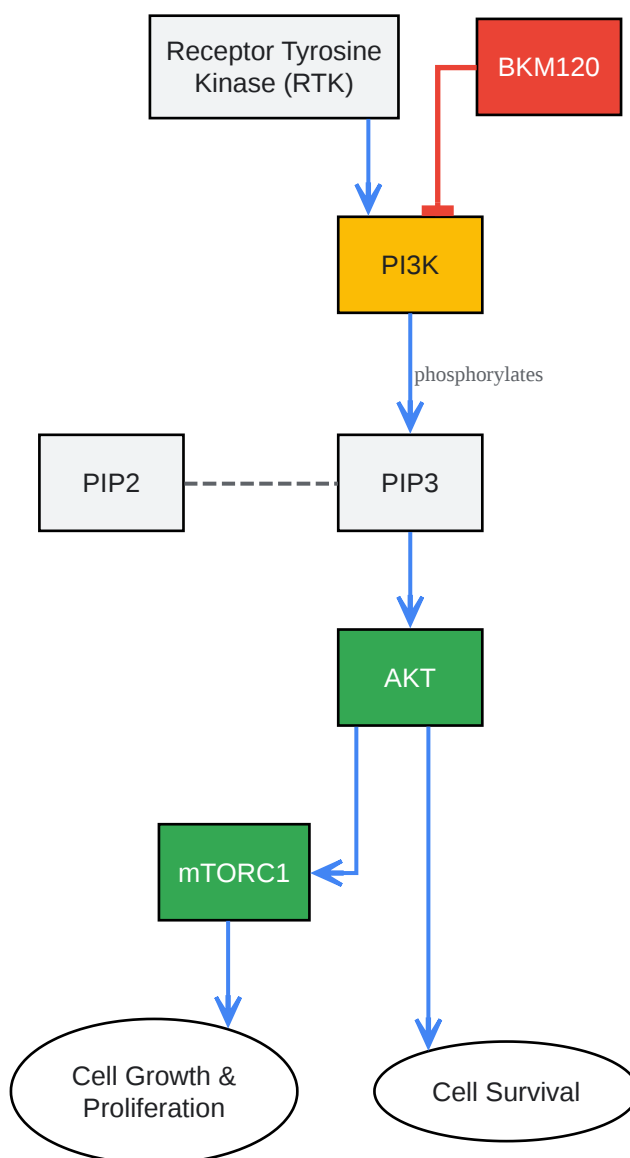 Receptor Tyrosine
Kinase (RTK)
BKM120
PI3K
phosphorylates
PIP2
PIP3
AKT
mTORC1
Cell Growth &
Proliferation
Cell Survival